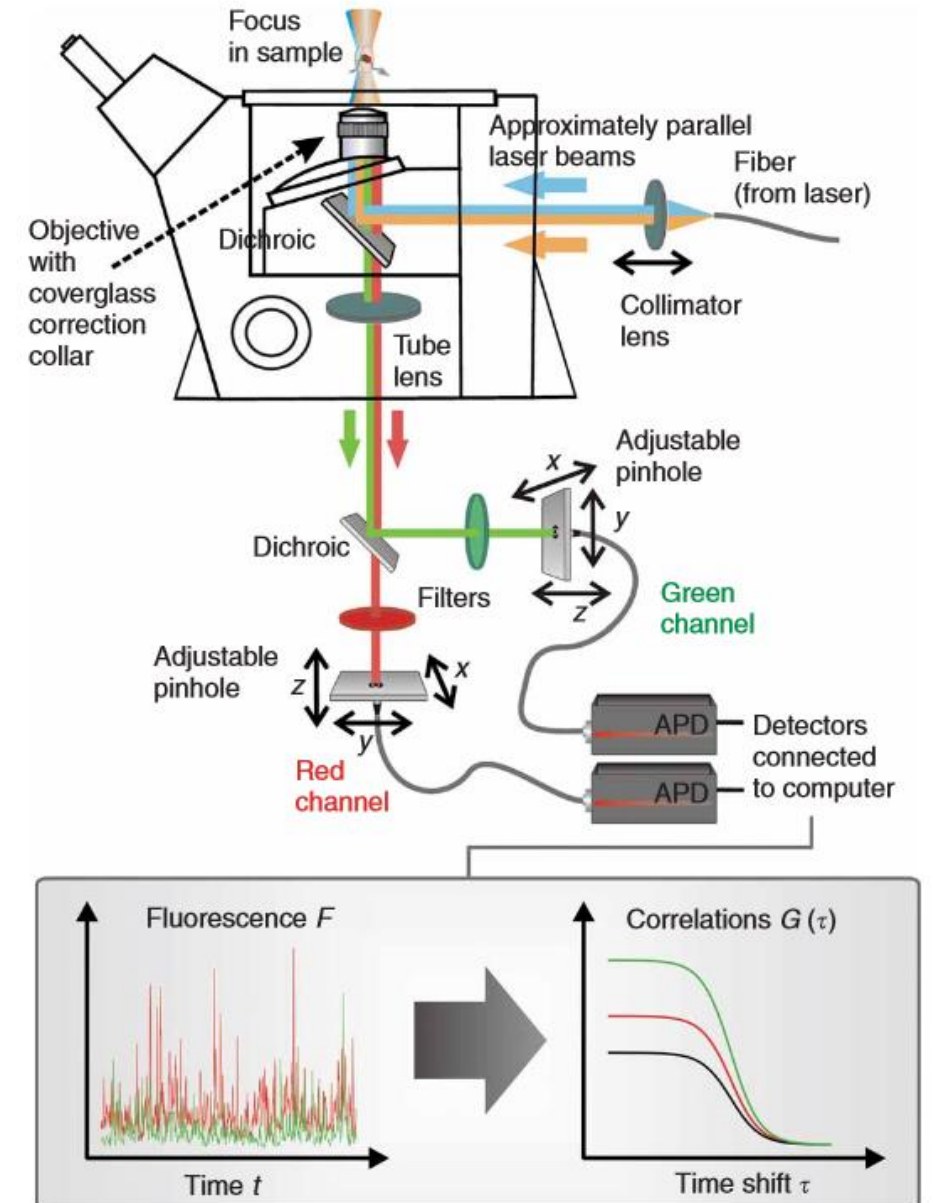 Focus
in sample
Approximately parallel
laser beams
Fiber
(from laser)
Objective
with
coverglass
correction
collar
Dichroic
Collimator
lens
Tube
lens
Adjustable
pinhole
x
y
z
Dichroic
Filters
Green
channel
Adjustable
pinhole
z
x
y
Red
channel
APD
APD
Detectors
connected
to computer
Fluorescence F
Correlations G (τ)
Time t
Time shift τ